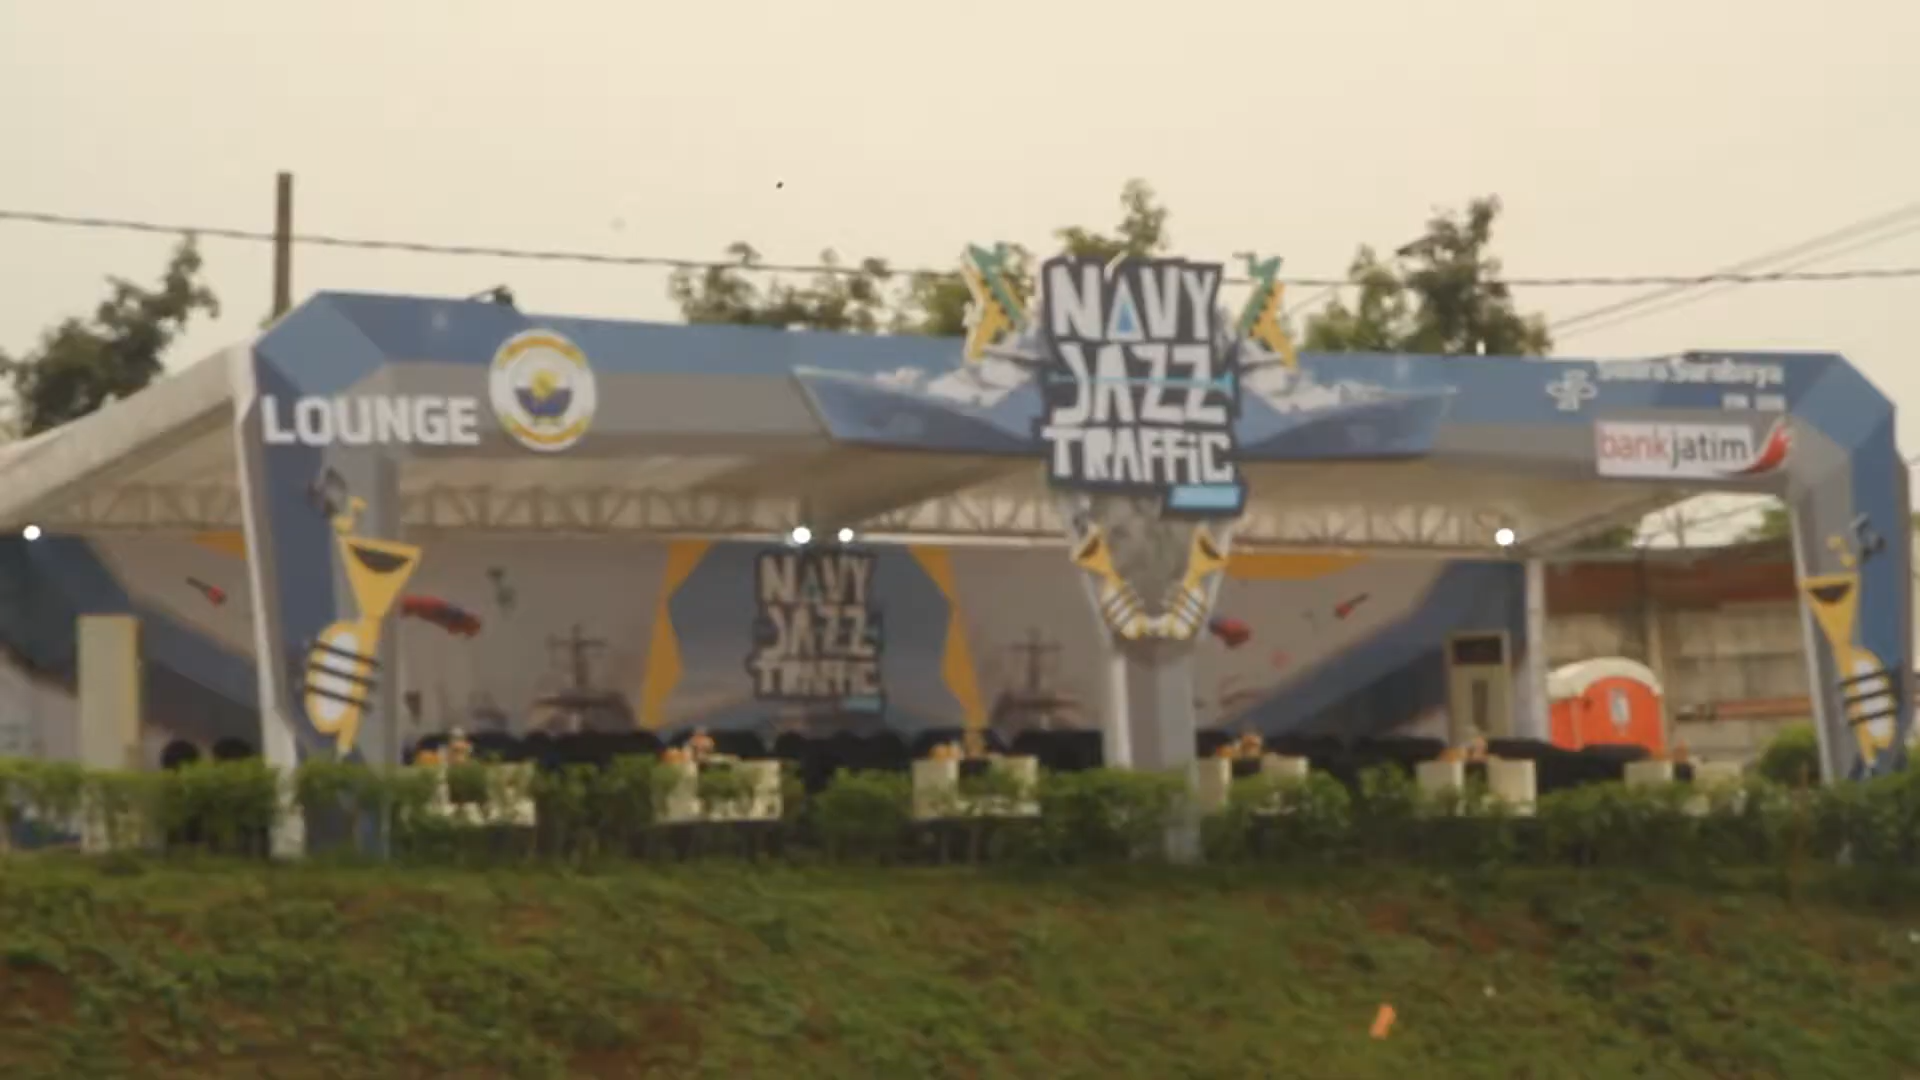 NAVY
JAZZ
TRAFFIC
LOUNGE
Suara Surabaya
bankjatim
NAVY
JAZZ
TRAFFIC